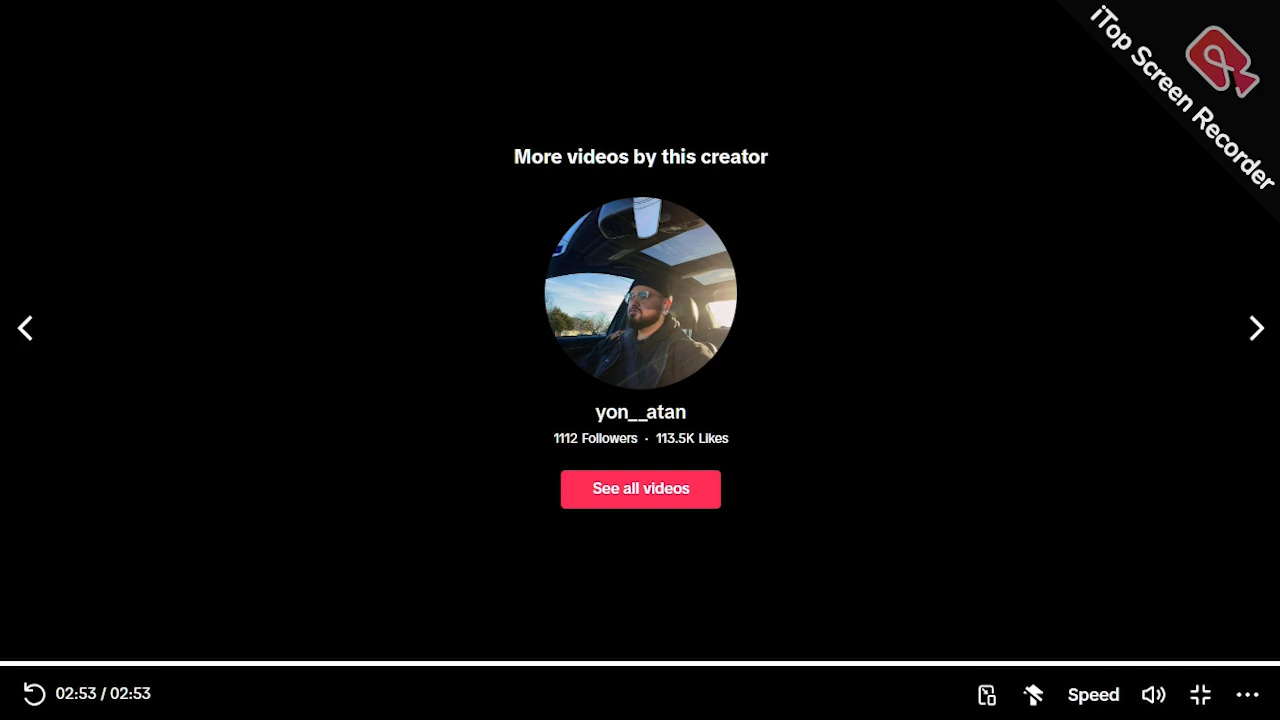 iTop Screen Recorder
More videos by this creator
yon__atan
1112 Followers · 113.5K Likes
See all videos
02:53 / 02:53
Speed